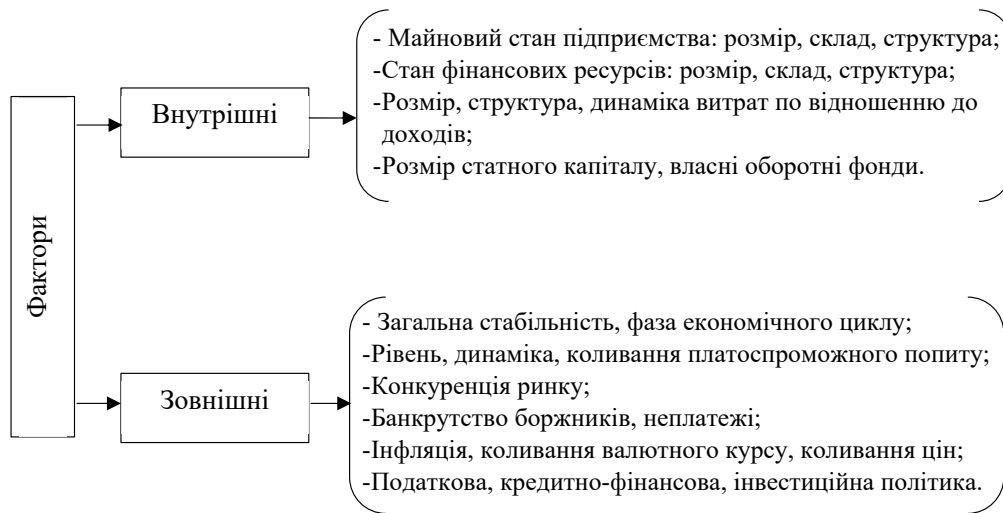 Фактори
Внутрішні
- Майновий стан підприємства: розмір, склад, структура;
-Стан фінансових ресурсів: розмір, склад, структура;
-Розмір, структура, динаміка витрат по відношенню до
доходів;
-Розмір статного капіталу, власні оборотні фонди.
Зовнішні
- Загальна стабільність, фаза економічного циклу;
-Рівень, динаміка, коливання платоспроможного попиту;
-Конкуренція ринку;
-Банкрутство боржників, неплатежі;
-Інфляція, коливання валютного курсу, коливання цін;
-Податкова, кредитно-фінансова, інвестиційна політика.